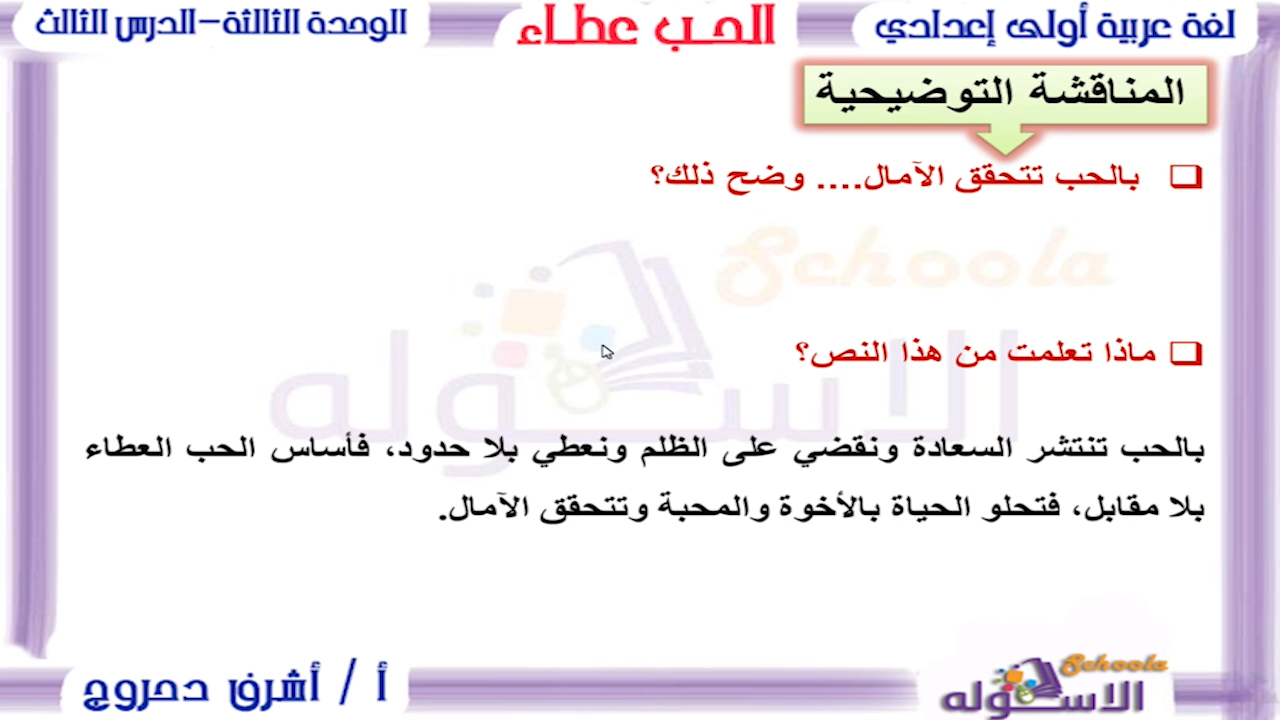 لغة عربية أولى إعدادي
الحب عطاء
الوحدة الثالثة-الدرس الثالث
المناقشة التوضيحية
بالحب تتحقق الآمال.... وضح ذلك؟
Schoola
الاسكوله
ماذا تعلمت من هذا النص؟
بالحب تنتشر السعادة ونقضي على الظلم ونعطي بلا حدود، فأساس الحب العطاء
بلا مقابل، فتحلو الحياة بالأخوة والمحبة وتتحقق الآمال.
Schoola
الاسكوله
أ / أشرف دحروج